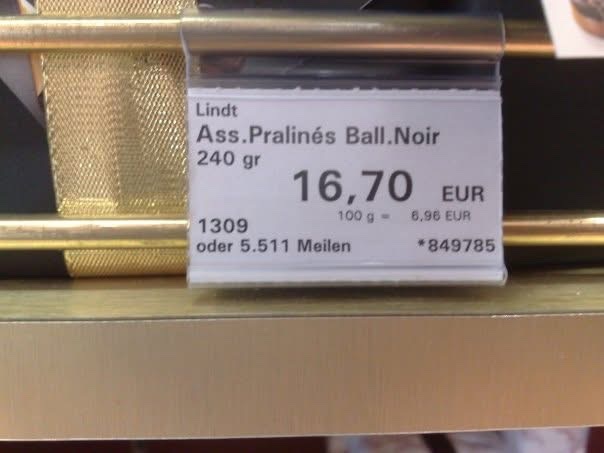 Lindt
Ass.Pralinés Ball.Noir
240 gr
16,70 EUR
100 g = 6,96 EUR
1309
oder 5.511 Meilen *849785